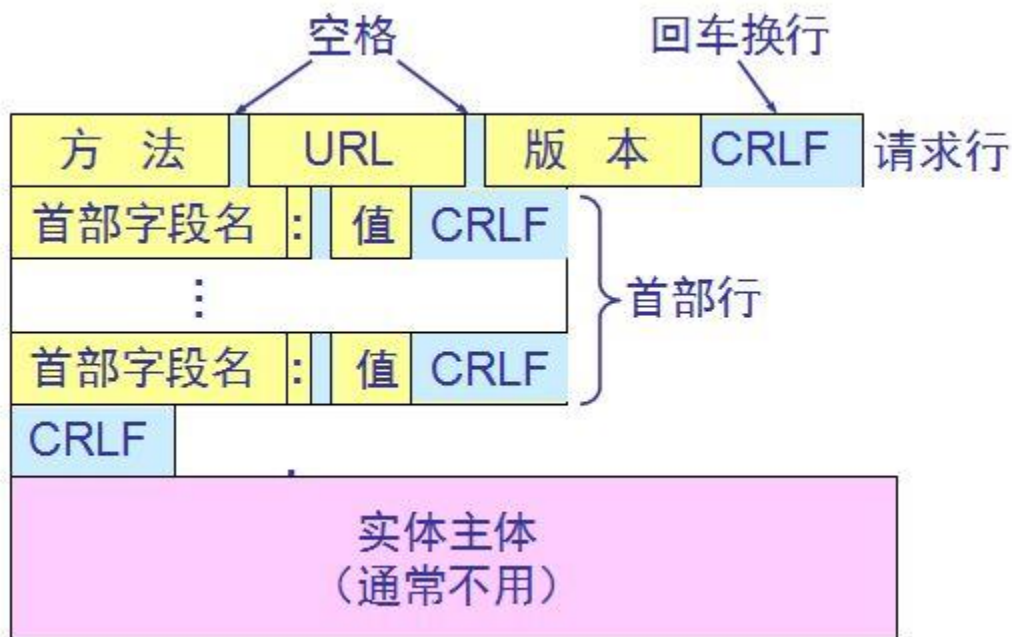 空格 回车换行
方 法 URL 版 本 CRLF 请求行
首部字段名 : 值 CRLF
⋮ 首部行
首部字段名 : 值 CRLF
CRLF
实体主体
（通常不用）